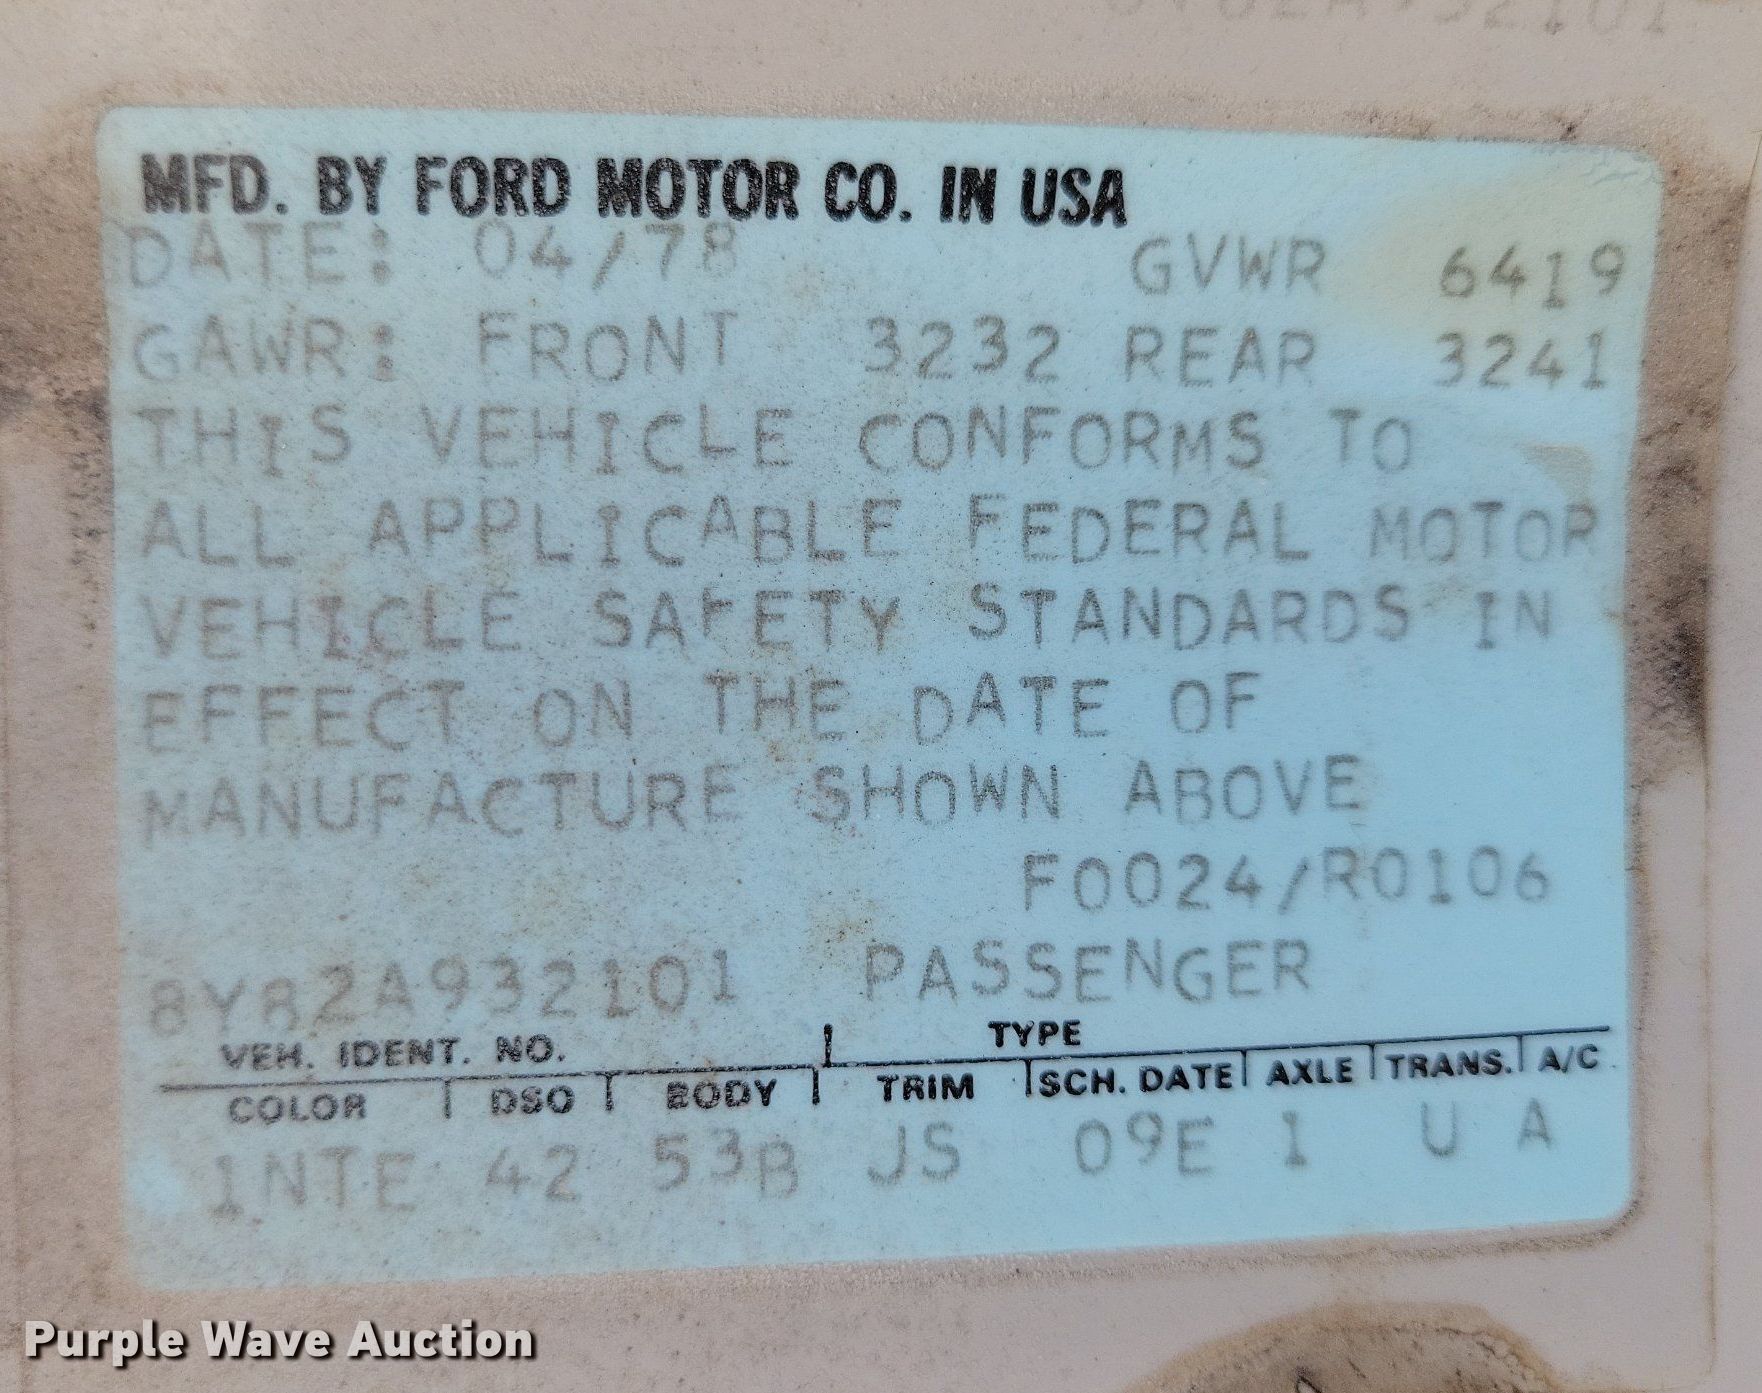 MFD. BY FORD MOTOR CO. IN USA
DATE: 04/78 GVWR 6419
GAWR: FRONT 3232 REAR 3241
THIS VEHICLE CONFORMS TO
ALL APPLICABLE FEDERAL MOTOR
VEHICLE SAFETY STANDARDS IN
EFFECT ON THE DATE OF
MANUFACTURE SHOWN ABOVE
F0024/R0106
8Y82A932101 PASSENGER
VEH. IDENT. NO. TYPE
COLOR DSO BODY TRIM SCH. DATE AXLE TRANS. A/C
1NTE 42 53B JS 09E 1 U A
Purple Wave Auction